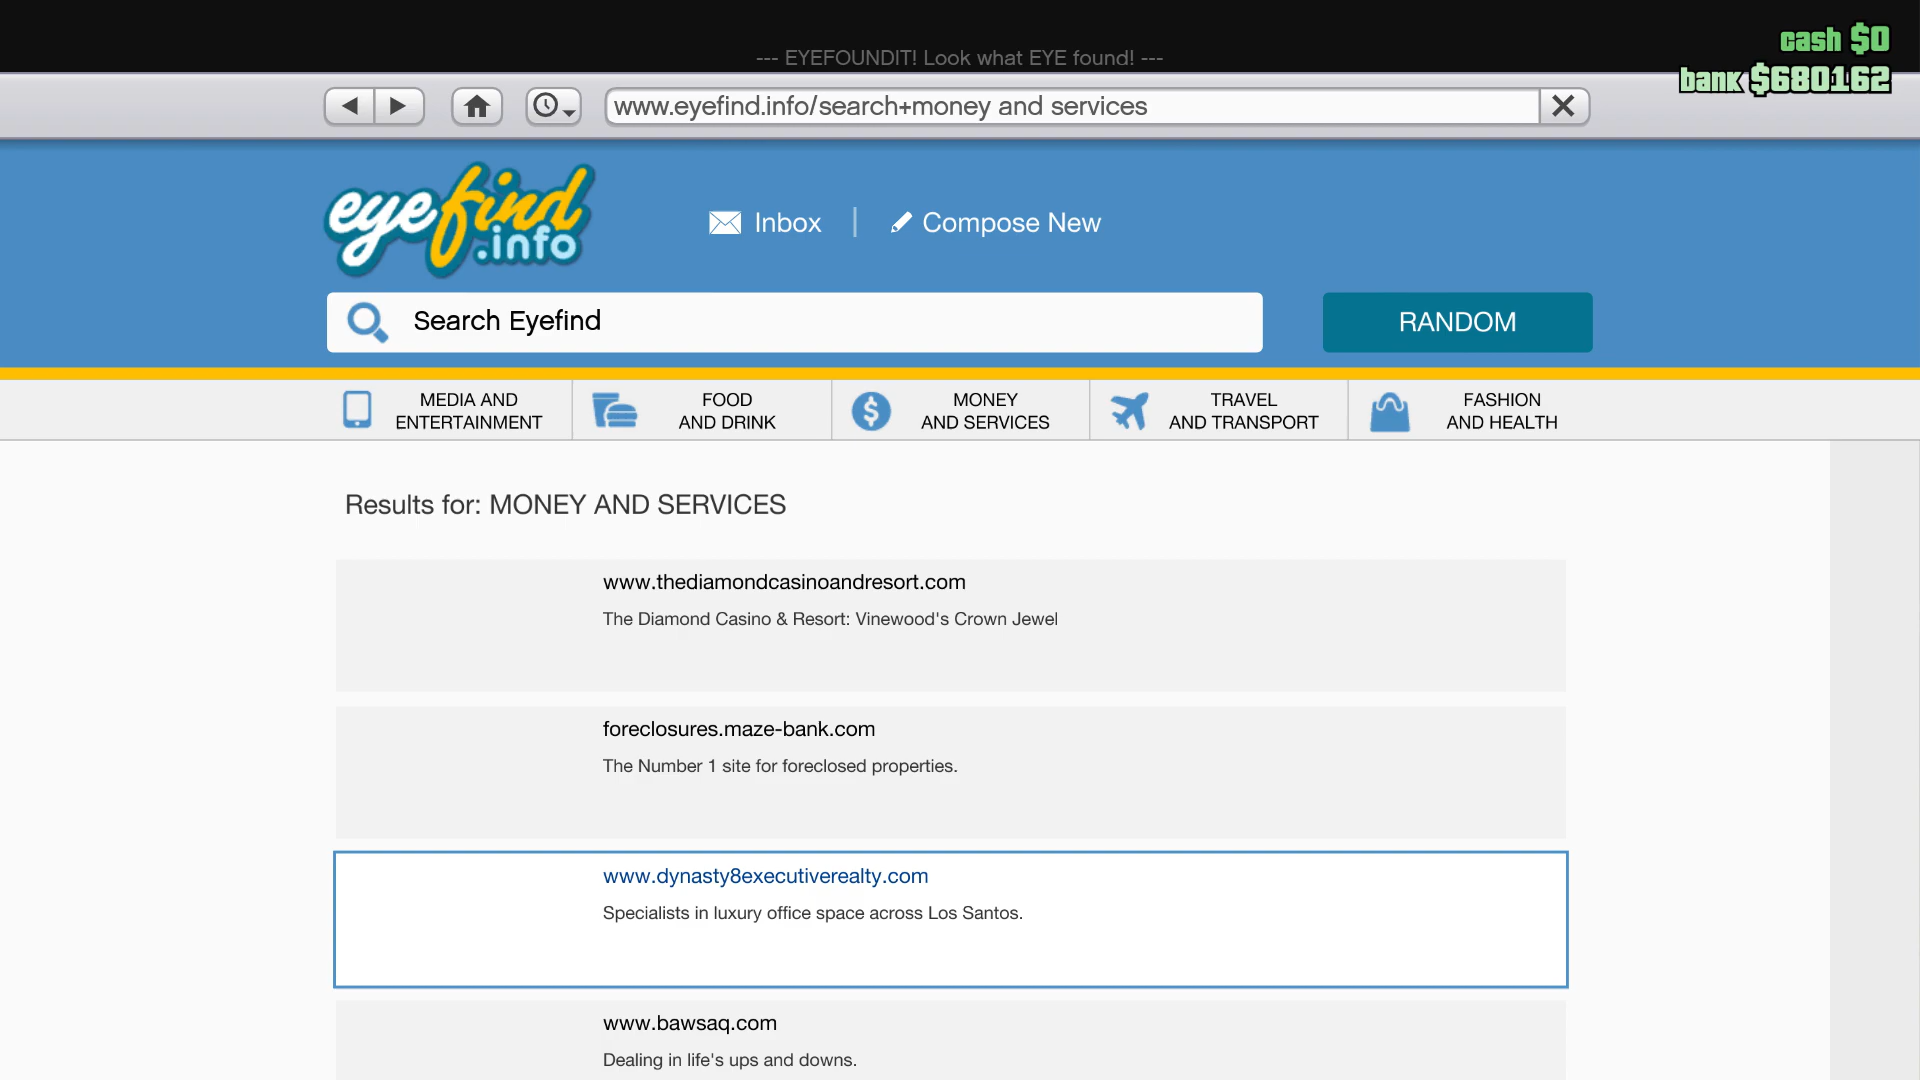 cash $0
--- EYEFOUNDIT! Look what EYE found! ---
bank $680162
www.eyefind.info/search+money and services
eyefind
.info
Inbox
Compose New
Search Eyefind
RANDOM
MEDIA AND
ENTERTAINMENT
FOOD
AND DRINK
MONEY
AND SERVICES
TRAVEL
AND TRANSPORT
FASHION
AND HEALTH
Results for: MONEY AND SERVICES
www.thediamondcasinoandresort.com
The Diamond Casino & Resort: Vinewood's Crown Jewel
foreclosures.maze-bank.com
The Number 1 site for foreclosed properties.
www.dynasty8executiverealty.com
Specialists in luxury office space across Los Santos.
www.bawsaq.com
Dealing in life's ups and downs.